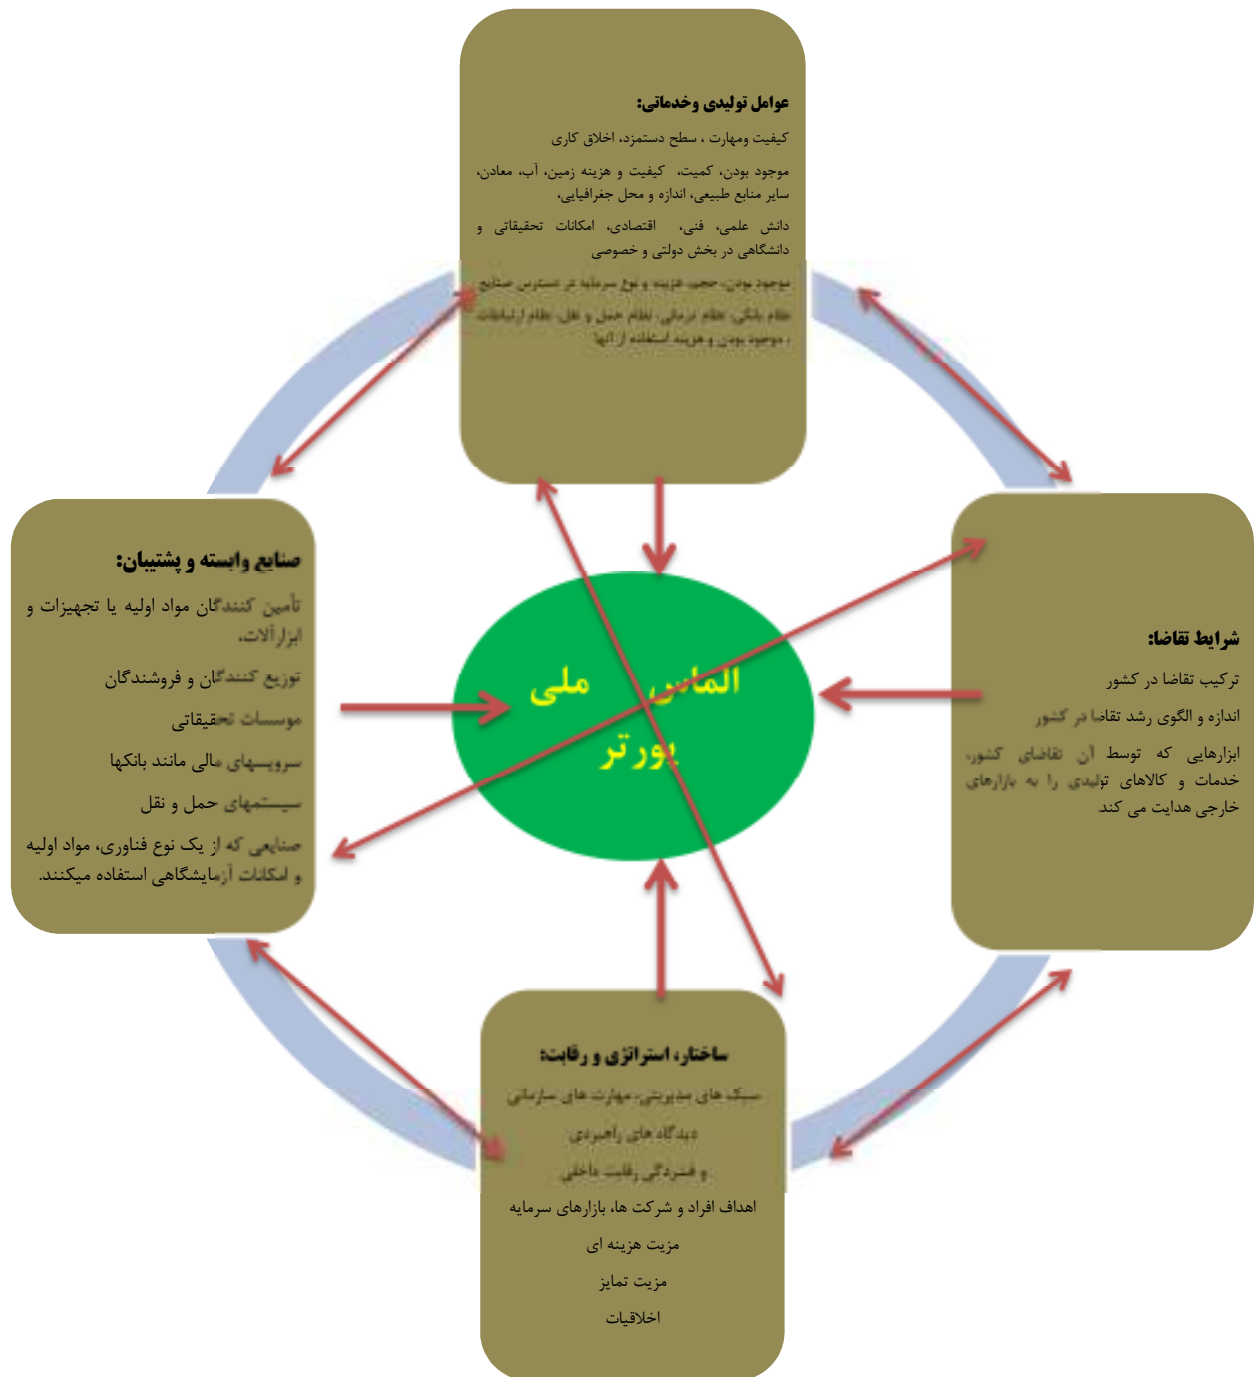 عوامل تولیدی وخدماتی:
کیفیت ومهارت ، سطح دستمزد، اخلاق کاری
موجود بودن، کمیت، کیفیت و هزینه زمین، آب، معادن،
سایر منابع طبیعی، اندازه و محل جغرافیایی،
دانش علمی، فنی، اقتصادی، امکانات تحقیقاتی و
دانشگاهی در بخش دولتی و خصوصی
موجود بودن، حجم، هزینه و نوع سرمایه در دسترس صنایع
نظام بانکی، نظام درمانی، نظام حمل و نقل، نظام ارتباطات
، موجود بودن و هزینه استفاده از آنها
شرایط تقاضا:
ترکیب تقاضا در کشور
اندازه و الگوی رشد تقاضا در کشور
ابزارهایی که توسط آن تقاضای کشور،
خدمات و کالاهای تولیدی را به بازارهای
خارجی هدایت می کند
الماس ملی
پورتر
صنایع وابسته و پشتیبان:
تأمین کنندگان مواد اولیه یا تجهیزات و
ابزارآلات،
توزیع کنندگان و فروشندگان
موسسات تحقیقاتی
سرویسهای مالی مانند بانکها
سیستمهای حمل و نقل
صنایعی که از یک نوع فناوری، مواد اولیه
و امکانات آزمایشگاهی استفاده میکنند.
ساختار، استراتژی و رقابت:
سبک های مدیریتی، مهارت های سازمانی
دیدگاه های راهبردی
و فشردگی رقابت داخلی
اهداف افراد و شرکت ها، بازارهای سرمایه
مزیت هزینه ای
مزیت تمایز
اخلاقیات